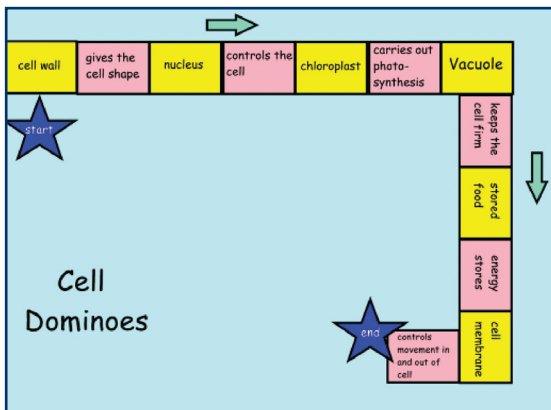 cell wall
gives the
cell shape
nucleus
controls the
cell
chloroplast
carries out
photo-
synthesis
Vacuole
start
keeps the
cell firm
stored
food
energy
stores
cell
membrane
controls
movement in
and out of
cell
end
Cell
Dominoes